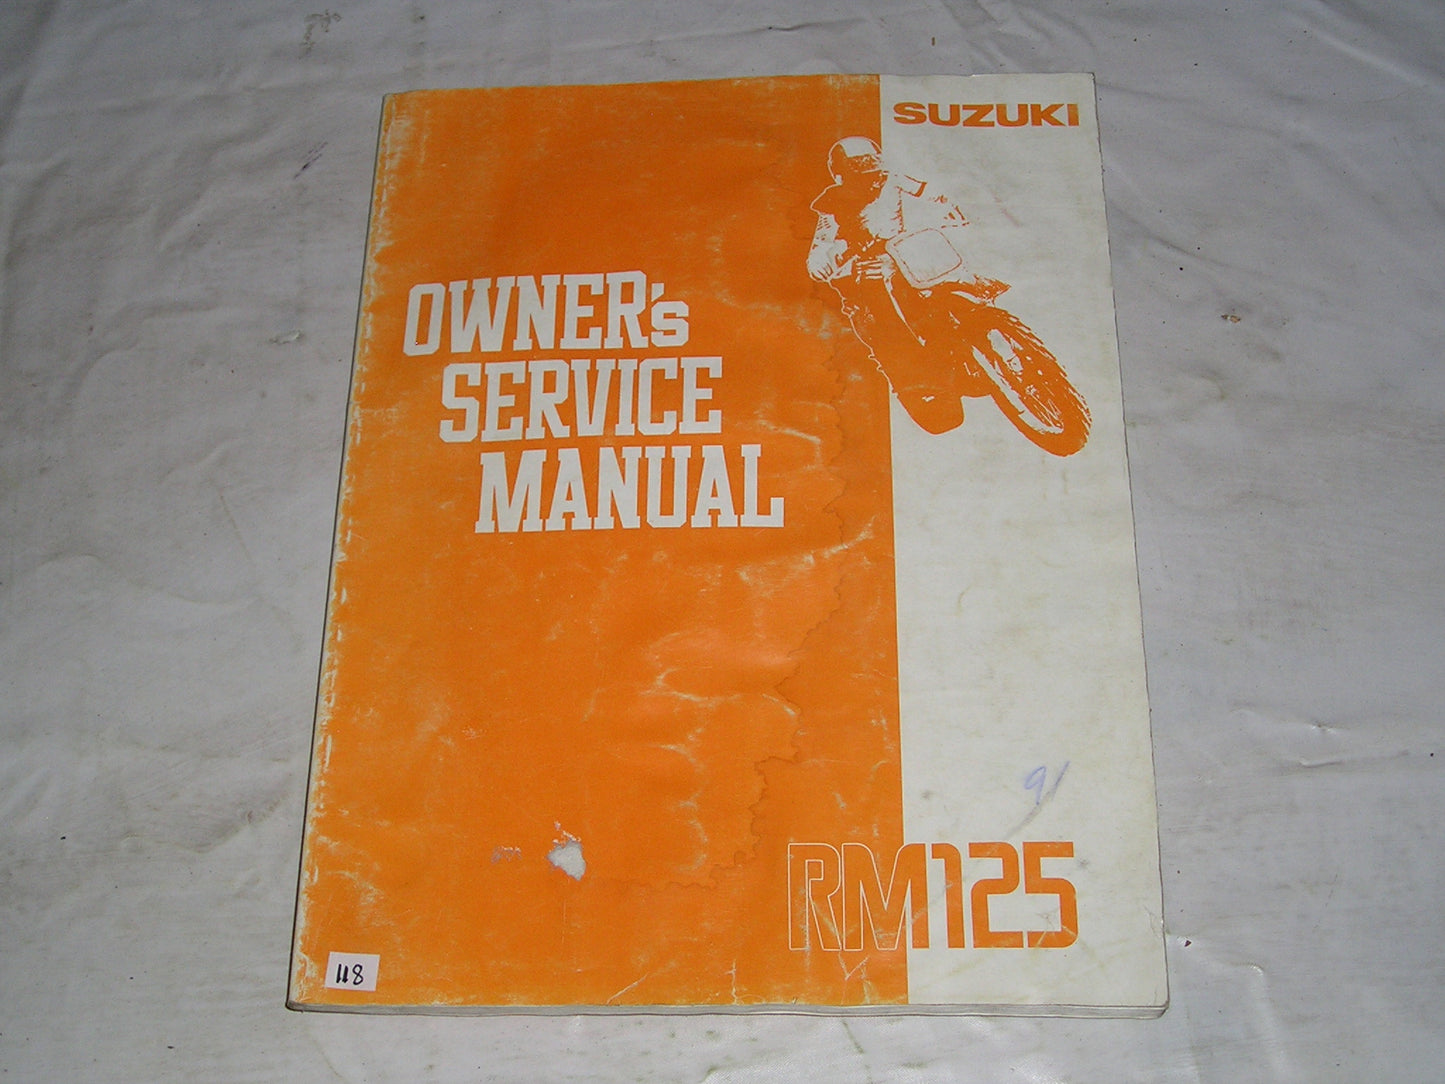 SUZUKI
OWNER's
SERVICE
MANUAL
91
RM125
118